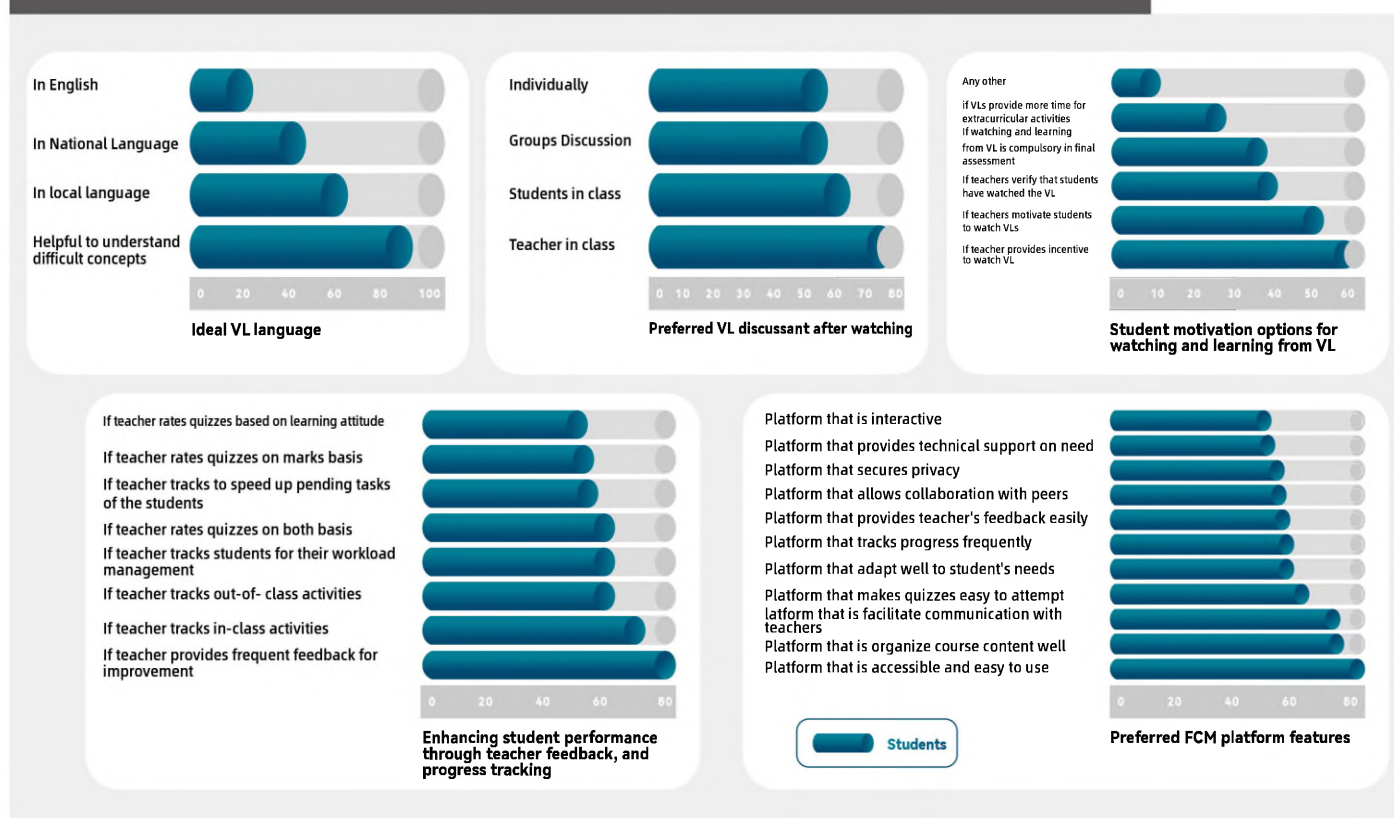 In English
In National Language
In local language
Helpful to understand
difficult concepts
0 20 40 60 80 100
Ideal VL language
Individually
Groups Discussion
Students in class
Teacher in class
0 10 20 30 40 50 60 70 80
Preferred VL discussant after watching
Any other
if VLs provide more time for
extracurricular activities
If watching and learning
from VL is compulsory in final
assessment
If teachers verify that students
have watched the VL
If teachers motivate students
to watch VLs
If teacher provides incentive
to watch VL
0 10 20 30 40 50 60
Student motivation options for
watching and learning from VL
If teacher rates quizzes based on learning attitude
If teacher rates quizzes on marks basis
If teacher tracks to speed up pending tasks
of the students
If teacher rates quizzes on both basis
If teacher tracks students for their workload
management
If teacher tracks out-of- class activities
If teacher tracks in-class activities
If teacher provides frequent feedback for
improvement
0 20 40 60 80
Enhancing student performance
through teacher feedback, and
progress tracking
Platform that is interactive
Platform that provides technical support on need
Platform that secures privacy
Platform that allows collaboration with peers
Platform that provides teacher's feedback easily
Platform that tracks progress frequently
Platform that adapt well to student's needs
Platform that makes quizzes easy to attempt
latform that is facilitate communication with
teachers
Platform that is organize course content well
Platform that is accessible and easy to use
0 20 40 60 80
Preferred FCM platform features
Students